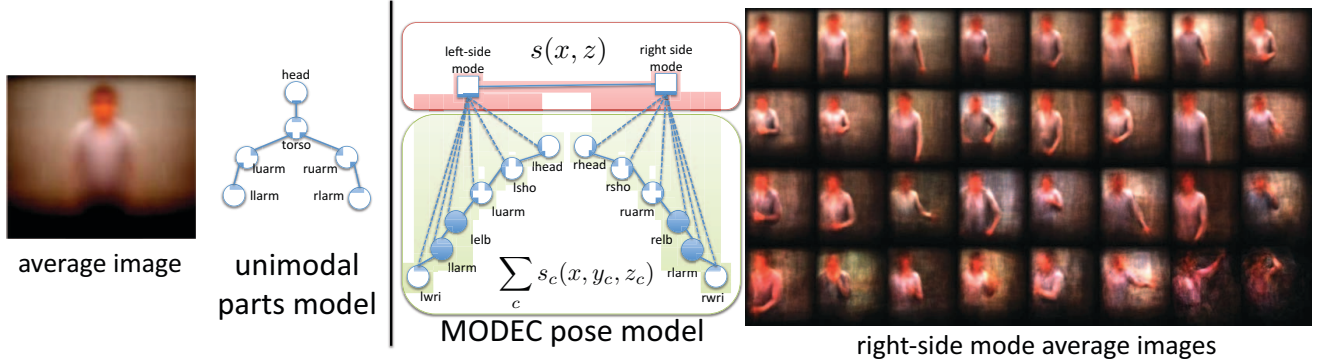 average image
head
torso
luarm
ruarm
llarm
rlarm
unimodal
parts model
left-side
mode
s(x, z)
right side
mode
lhead
rhead
lsho
rsho
luarm
ruarm
lelb
relb
llarm
rlarm
lwri
rwri
∑ s_c(x, y_c, z_c)
c
MODEC pose model
right-side mode average images